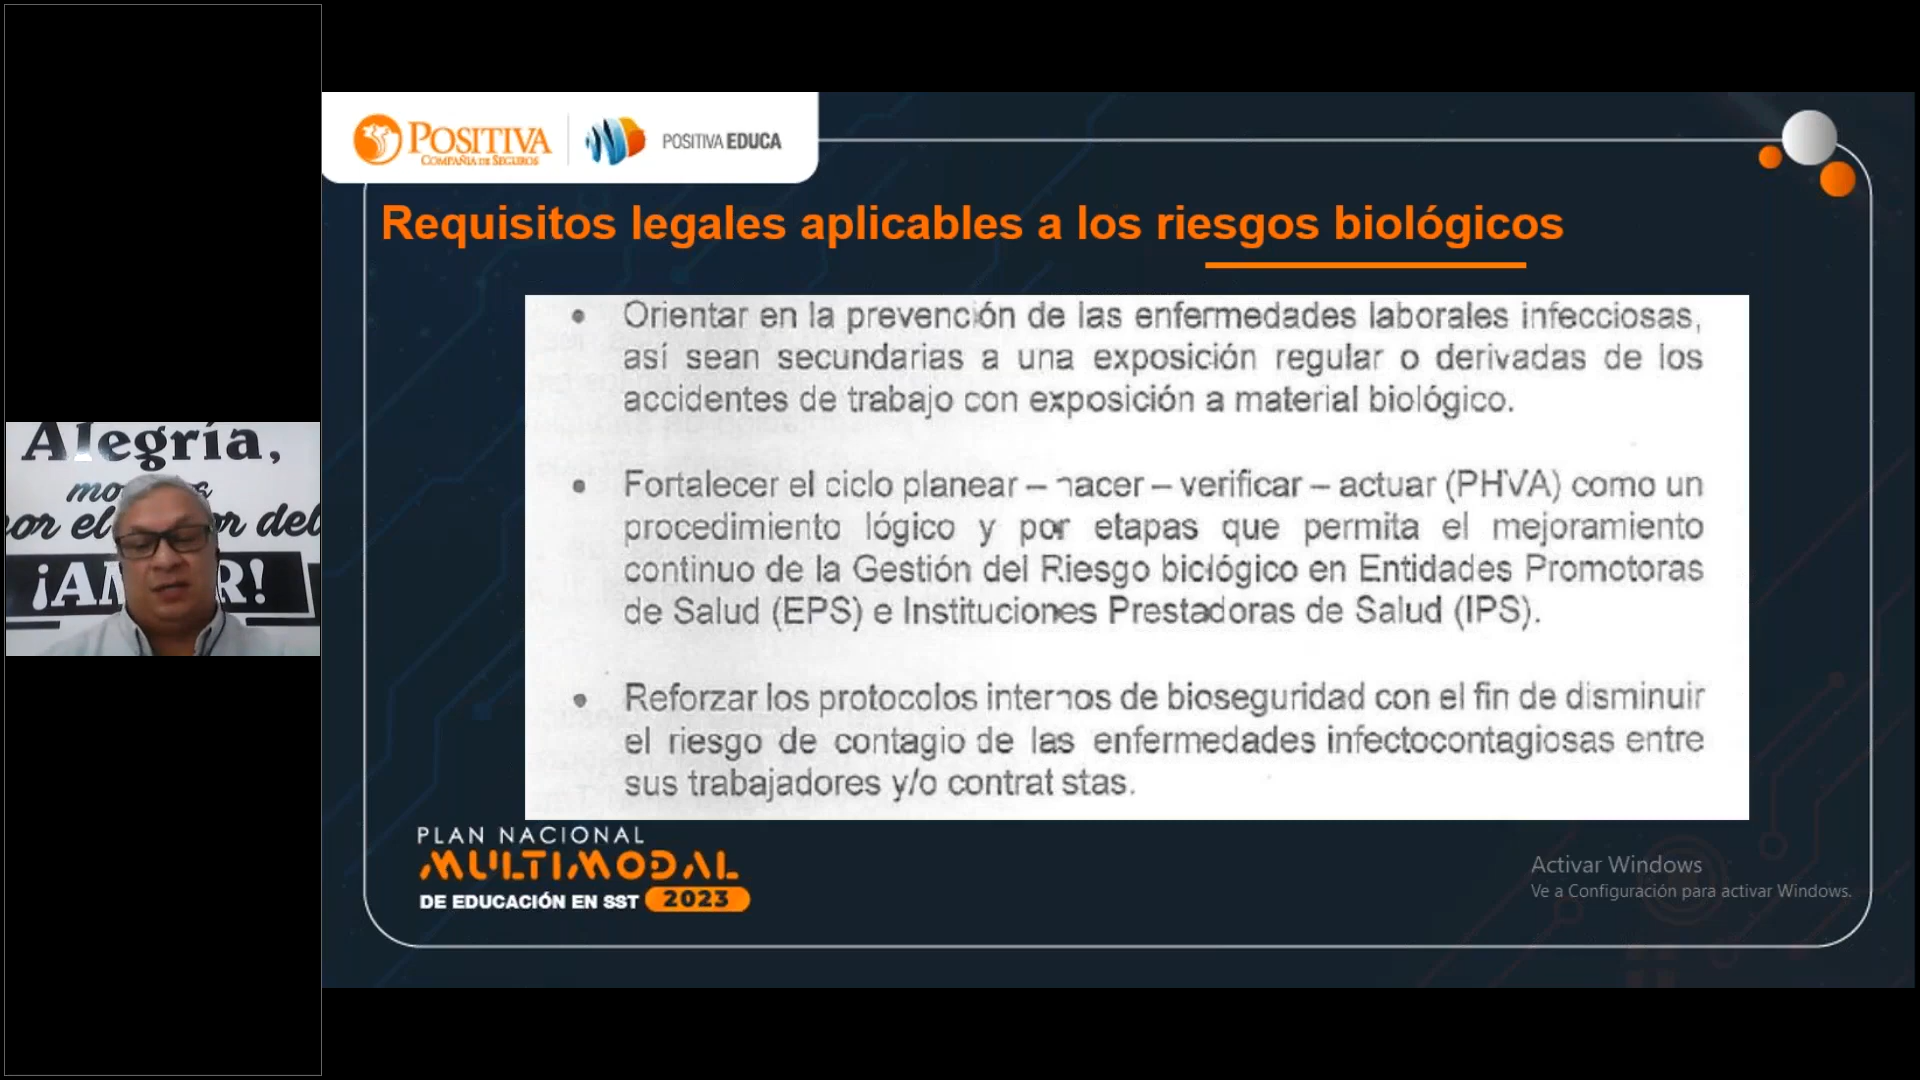 POSITIVA
COMPAÑÍA DE SEGUROS
POSITIVA EDUCA
Requisitos legales aplicables a los riesgos biológicos
• Orientar en la prevención de las enfermedades laborales infecciosas,
así sean secundarias a una exposición regular o derivadas de los
accidentes de trabajo con exposición a material biológico.
• Fortalecer el ciclo planear – hacer – verificar – actuar (PHVA) como un
procedimiento lógico y por etapas que permita el mejoramiento
continuo de la Gestión del Riesgo biológico en Entidades Promotoras
de Salud (EPS) e Instituciones Prestadoras de Salud (IPS).
• Reforzar los protocolos internos de bioseguridad con el fin de disminuir
el riesgo de contagio de las enfermedades infectocontagiosas entre
sus trabajadores y/o contrat stas.
PLAN NACIONAL
MULTIMODAL
DE EDUCACIÓN EN SST 2023
Activar Windows
Ve a Configuración para activar Windows.
Alegría,
or el
del